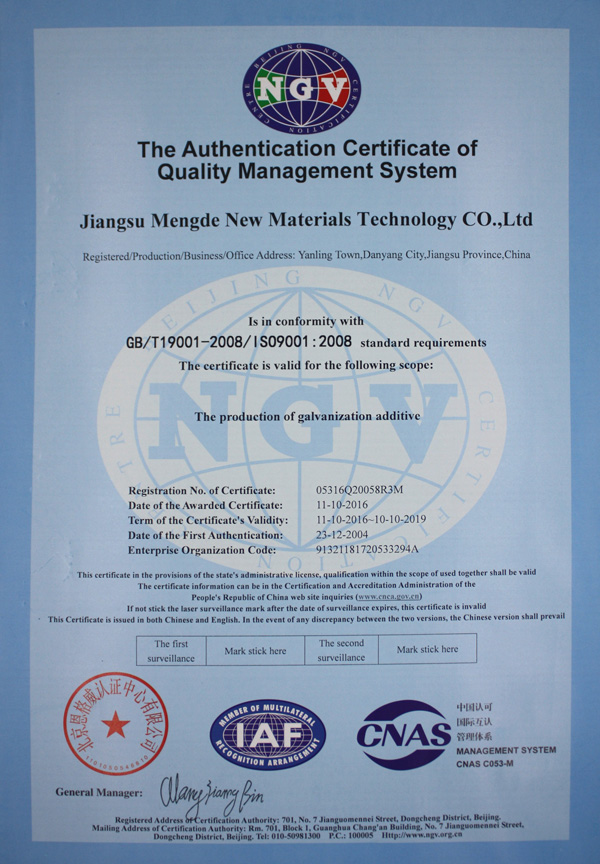 BEIJING NGV CERTIFICATION CENTRE
NGV
The Authentication Certificate of
Quality Management System
Jiangsu Mengde New Materials Technology CO.,Ltd
Registered/Production/Business/Office Address: Yanling Town,Danyang City,Jiangsu Province,China
BEIJING NGV CERTIFICATION CENTRE
NGV
Is in conformity with
GB/T19001-2008/ISO9001:2008 standard requirements
The certificate is valid for the following scope:
The production of galvanization additive
Registration No. of Certificate: 05316Q20058R3M
Date of the Awarded Certificate: 11-10-2016
Term of the Certificate's Validity: 11-10-2016~10-10-2019
Date of the First Authentication: 23-12-2004
Enterprise Organization Code: 91321181720533294A
This certificate in the provisions of the state's administrative license, qualification within the scope of used together shall be valid
The certificate information can be in the Certification and Accreditation Administration of the
People's Republic of China web site inquiries (www.cnca.gov.cn)
If not stick the laser surveillance mark after the date of surveillance expires, this certificate is invalid
This Certificate is issued in both Chinese and English. In the event of any discrepancy between the two versions, the Chinese version shall prevail
The first surveillance
Mark stick here
The second surveillance
Mark stick here
北京恩格威认证中心有限公司
MEMBER OF MULTILATERAL
IAF
RECOGNITION ARRANGEMENT
CNAS
中国认可
国际互认
管理体系
MANAGEMENT SYSTEM
CNAS C053-M
General Manager:
Registered Address of Certification Authority: 701, No. 7 Jianguomennei Street, Dongcheng District, Beijing.
Mailing Address of Certification Authority: Rm. 701, Block 1, Guanghua Chang'an Building, No. 7 Jianguomennei Street,
Dongcheng District, Beijing. Tel: 010-50981300 P.C.: 100005 Http://www.ngv.org.cn